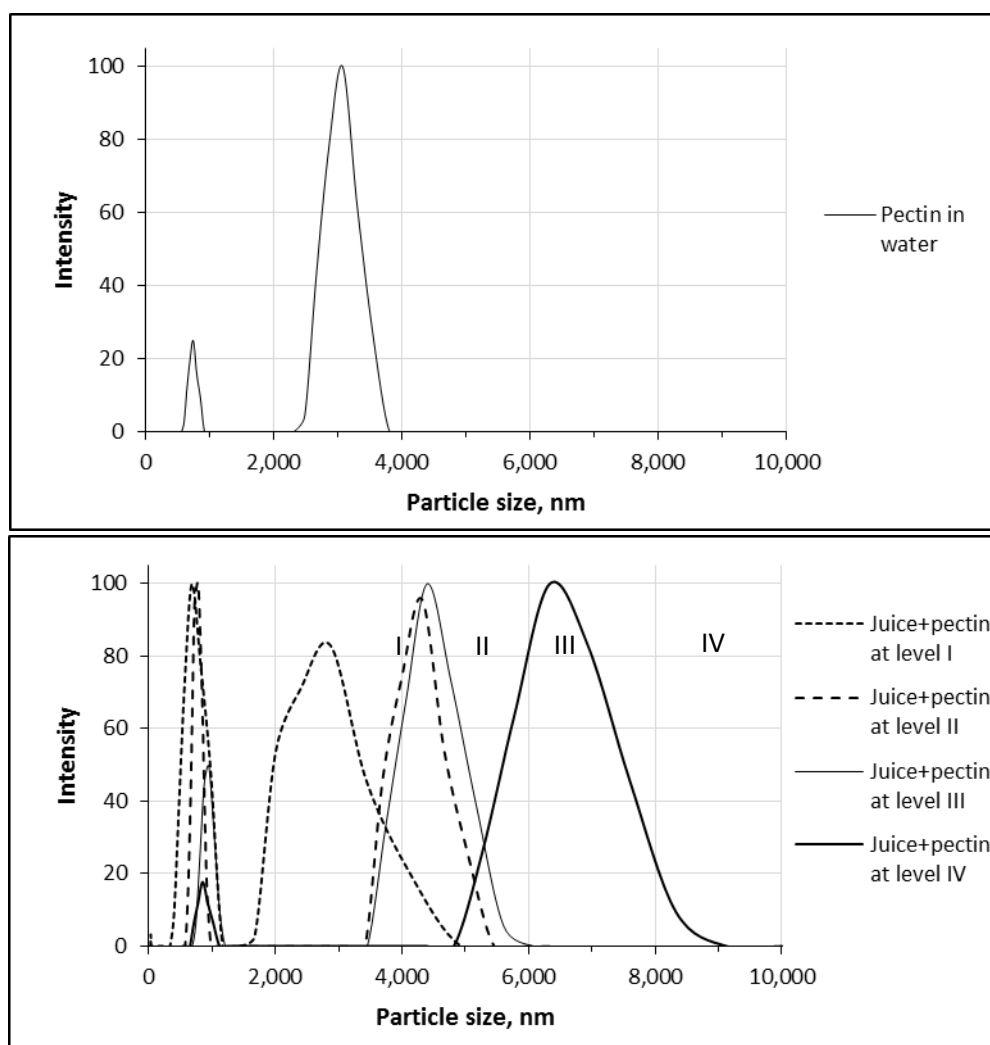 100
80
60
40
20
0
Intensity
0 2,000 4,000 6,000 8,000 10,000
Particle size, nm
Pectin in
water
100
80
60
40
20
0
Intensity
I II III IV
0 2,000 4,000 6,000 8,000 10,000
Particle size, nm
Juice+pectin
at level I
Juice+pectin
at level II
Juice+pectin
at level III
Juice+pectin
at level IV